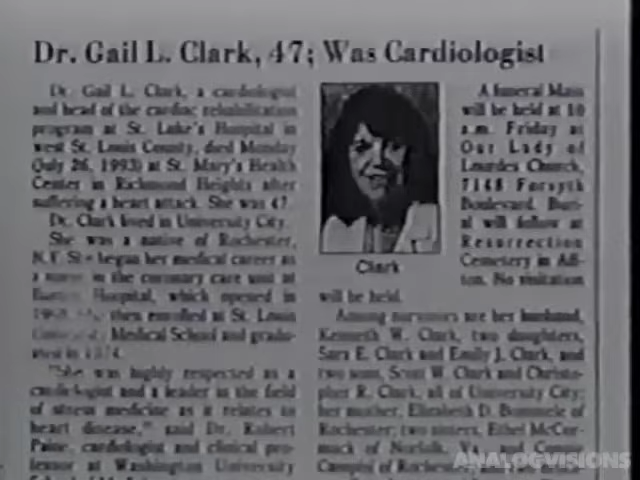 Dr. Gail L. Clark, 47; Was Cardiologist
Dr. Gail L. Clark, a cardiologist
and head of the cardiac rehabilitation
program at St. Luke's Hospital in
west St. Louis County, died Monday
(July 26, 1993) at St. Mary's Health
Center in Richmond Heights after
suffering a heart attack. She was 47.
Dr. Clark lived in University City.
She was a native of Rochester,
N.Y. She began her medical career as
a nurse in the coronary care unit at
Hospital, which opened in
then enrolled at St. Louis
University Medical School and gradu-
ated in 1974.
"She was highly respected as a
cardiologist and a leader in the field
of stress medicine as it relates to
heart disease," said Dr. Robert
Paine, cardiologist and clinical pro-
fessor at Washington University
Clark
A funeral Mass
will be held at 10
a.m. Friday at
Our Lady of
Lourdes Church,
7148 Forsyth
Boulevard. Buri-
al will follow at
Resurrection
Cemetery in Aff-
ton. No visitation
will be held.
Among survivors are her husband,
Kenneth W. Clark, two daughters,
Sara E. Clark and Emily J. Clark, and
two sons, Scott W. Clark and Christo-
pher R. Clark, all of University City;
her mother, Elizabeth D. of
Rochester; two sisters, Ethel McCor-
mack of Norfolk, Va., and
of Rochester
ANALOGVISIONS